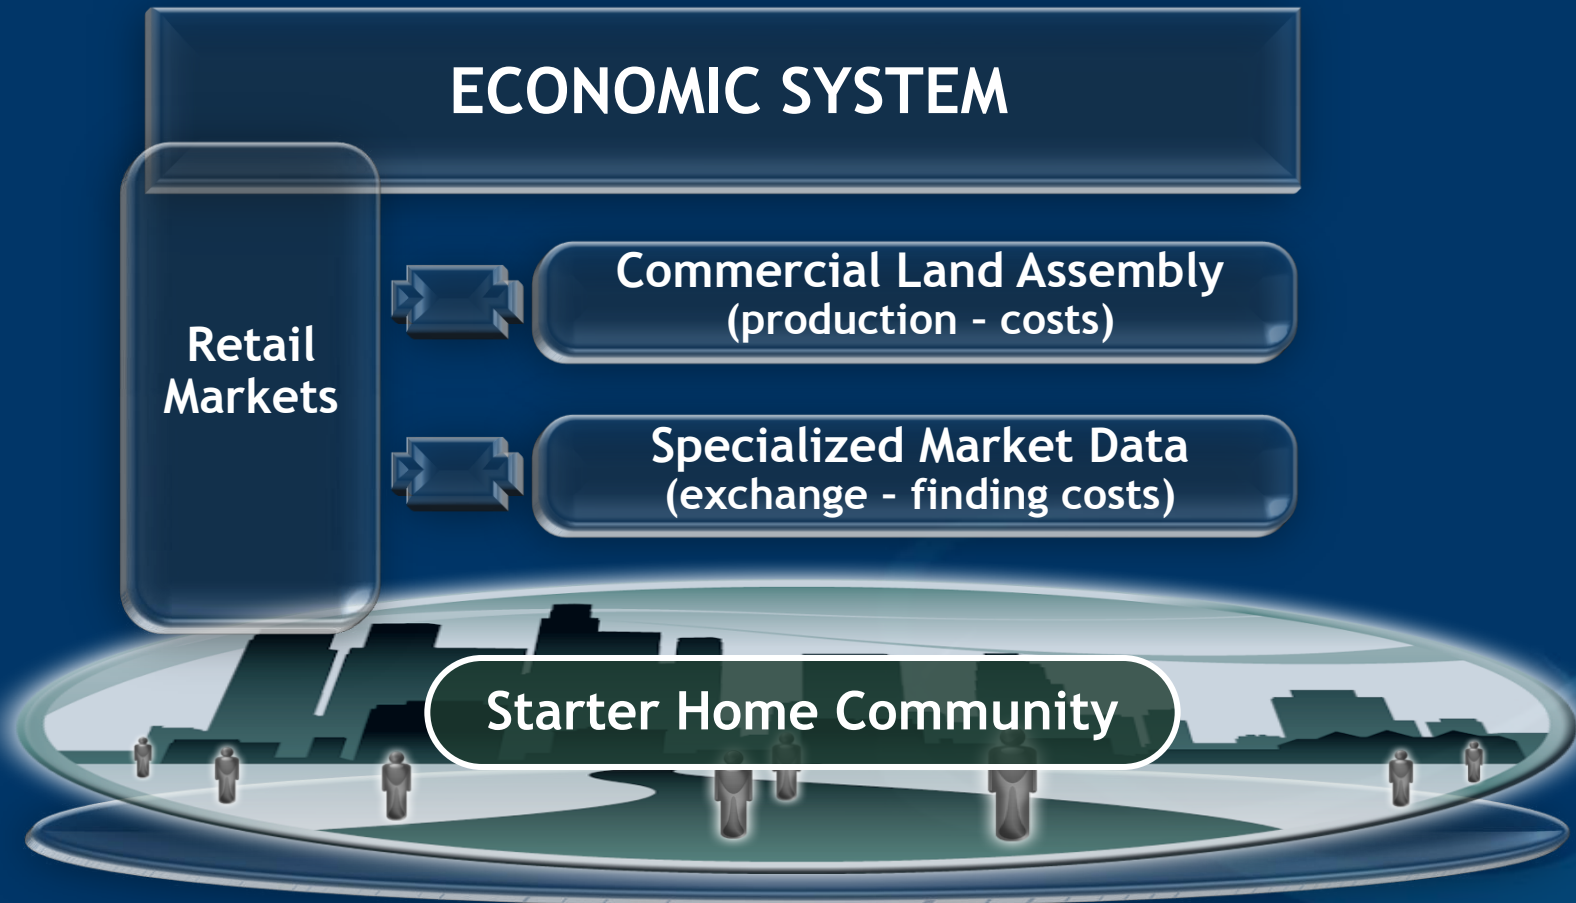 ECONOMIC SYSTEM
Retail
Markets
Commercial Land Assembly
(production – costs)
Specialized Market Data
(exchange – finding costs)
Starter Home Community